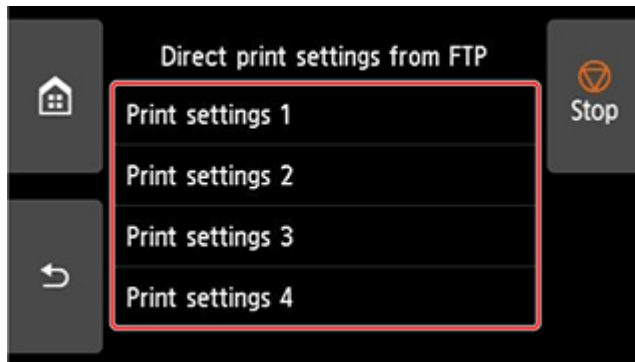 Direct print settings from FTP
Stop
Print settings 1
Print settings 2
Print settings 3
Print settings 4